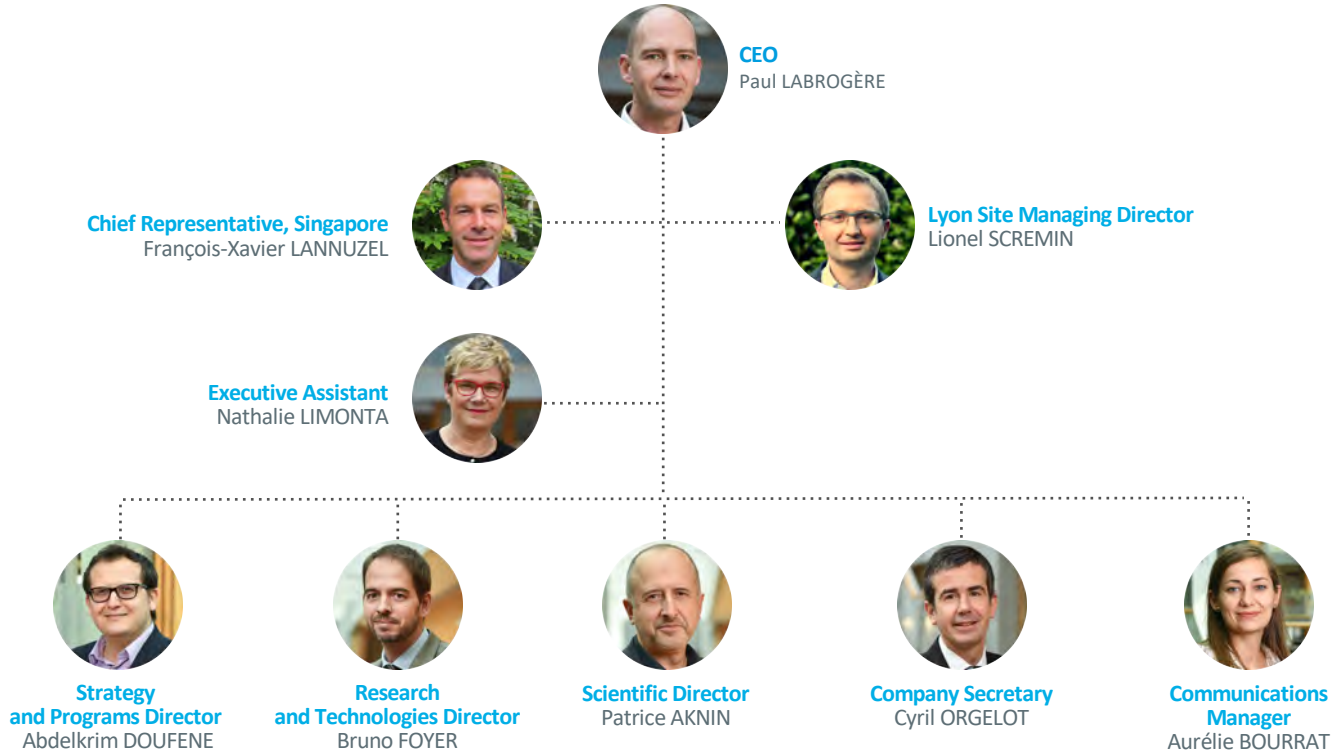 CEO
Paul LABROGÈRE
Chief Representative, Singapore
François-Xavier LANNUZEL
Lyon Site Managing Director
Lionel SCREMIN
Executive Assistant
Nathalie LIMONTA
Strategy
and Programs Director
Abdelkrim DOUFENE
Research
and Technologies Director
Bruno FOYER
Scientific Director
Patrice AKNIN
Company Secretary
Cyril ORGELOT
Communications
Manager
Aurélie BOURRAT